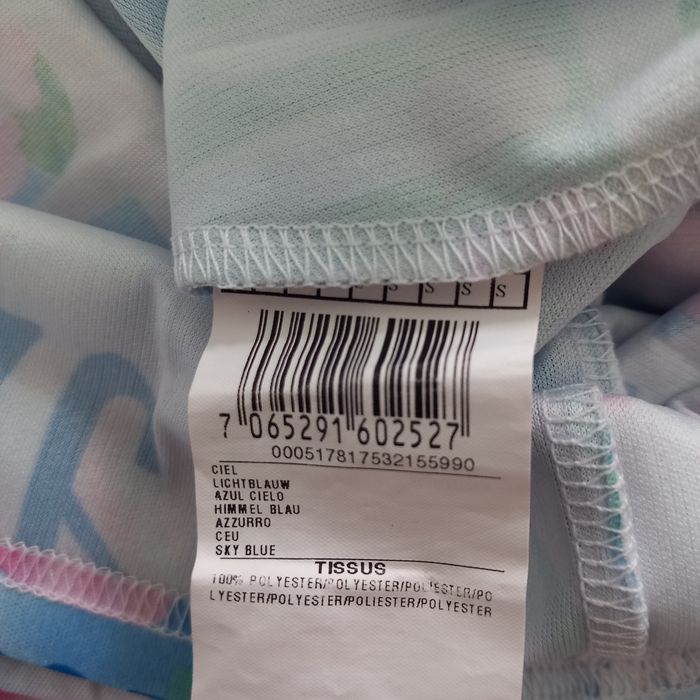 S S S S S
7 065291 602527
000517817532155990
CIEL
LICHTBLAUW
AZUL CIELO
HIMMEL BLAU
AZZURRO
CEU
SKY BLUE
TISSUS
100% POLYESTER/POLYESTER/POLIESTER/PO
LYESTER/POLYESTER/POLIESTER/POLYESTER